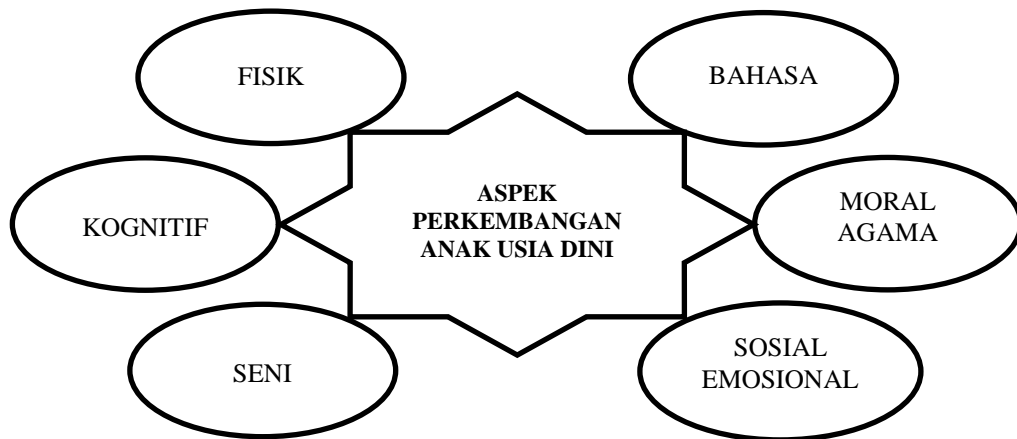 FISIK
BAHASA
ASPEK
PERKEMBANGAN
ANAK USIA DINI
KOGNITIF
MORAL
AGAMA
SENI
SOSIAL
EMOSIONAL